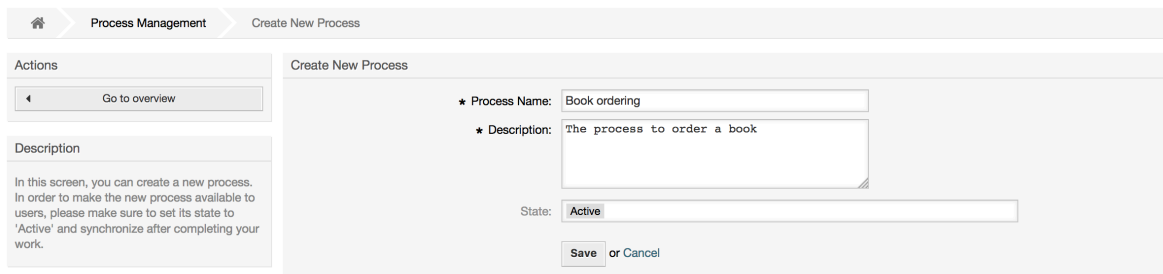 Process Management
Create New Process
Actions
Go to overview
Description
In this screen, you can create a new process.
In order to make the new process available to
users, please make sure to set its state to
'Active' and synchronize after completing your
work.
Create New Process
* Process Name: Book ordering
* Description: The process to order a book
State: Active
Save or Cancel